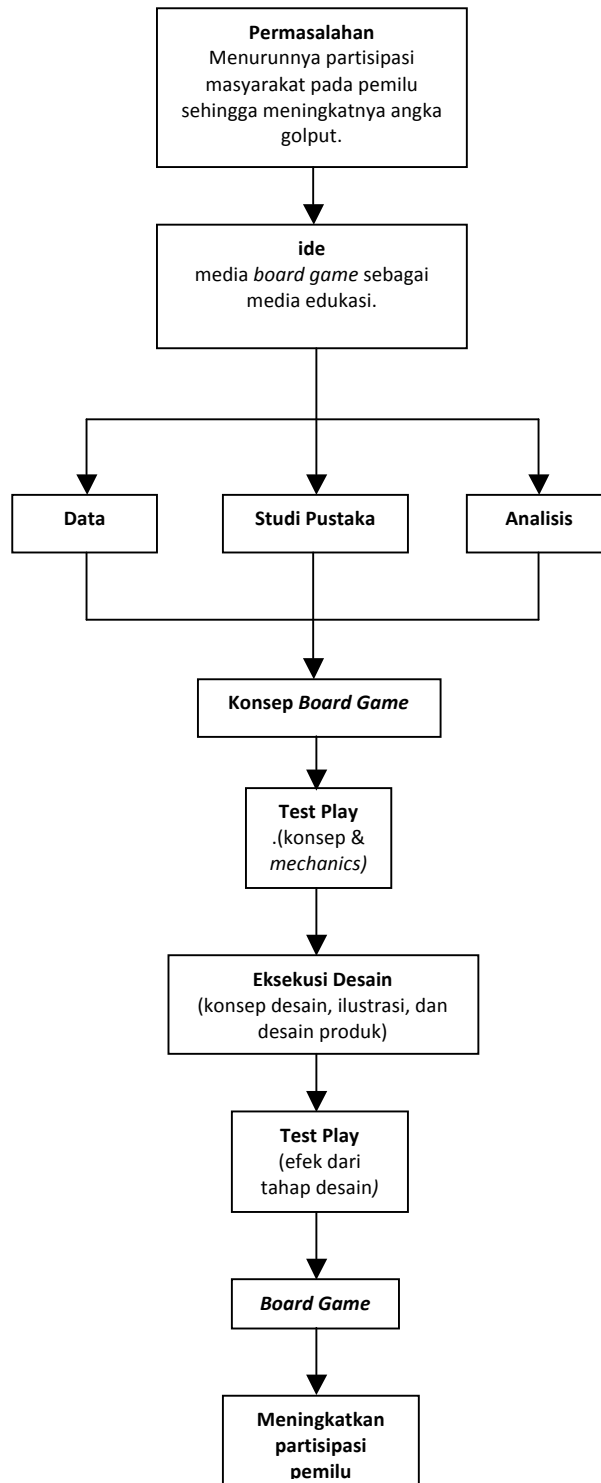 Permasalahan
Menurunnya partisipasi
masyarakat pada pemilu
sehingga meningkatnya angka
golput.
ide
media board game sebagai
media edukasi.
Data
Studi Pustaka
Analisis
Konsep Board Game
Test Play
.(konsep &
mechanics)
Eksekusi Desain
(konsep desain, ilustrasi, dan
desain produk)
Test Play
(efek dari
tahap desain)
Board Game
Meningkatkan
partisipasi
pemilu